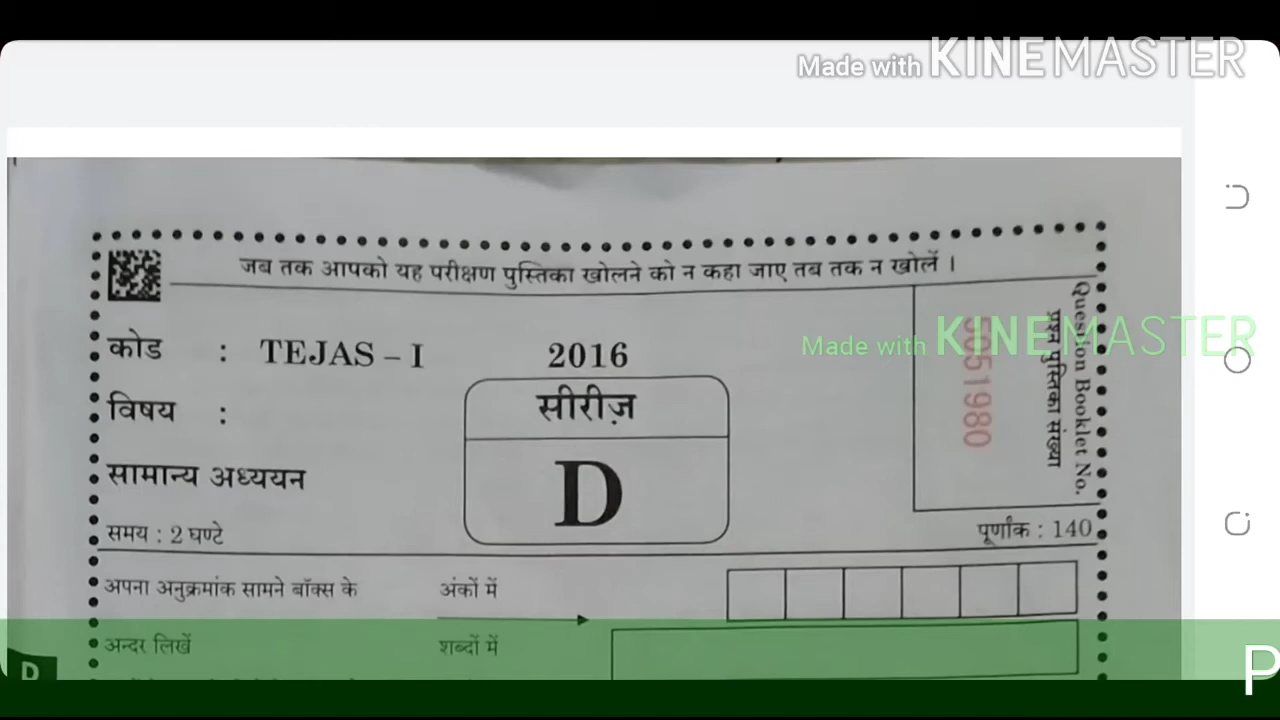 Made with KINEMASTER
जब तक आपको यह परीक्षण पुस्तिका खोलने को न कहा जाए तब तक न खोलें ।
कोड : TEJAS – I 2016
Question Booklet No.
प्रश्न पुस्तिका संख्या
5051980
Made with KINEMASTER
विषय :
सीरीज़
D
सामान्य अध्ययन
समय : 2 घण्टे
पूर्णांक : 140
अपना अनुक्रमांक सामने बॉक्स के अंकों में
अन्दर लिखें शब्दों में
D
P